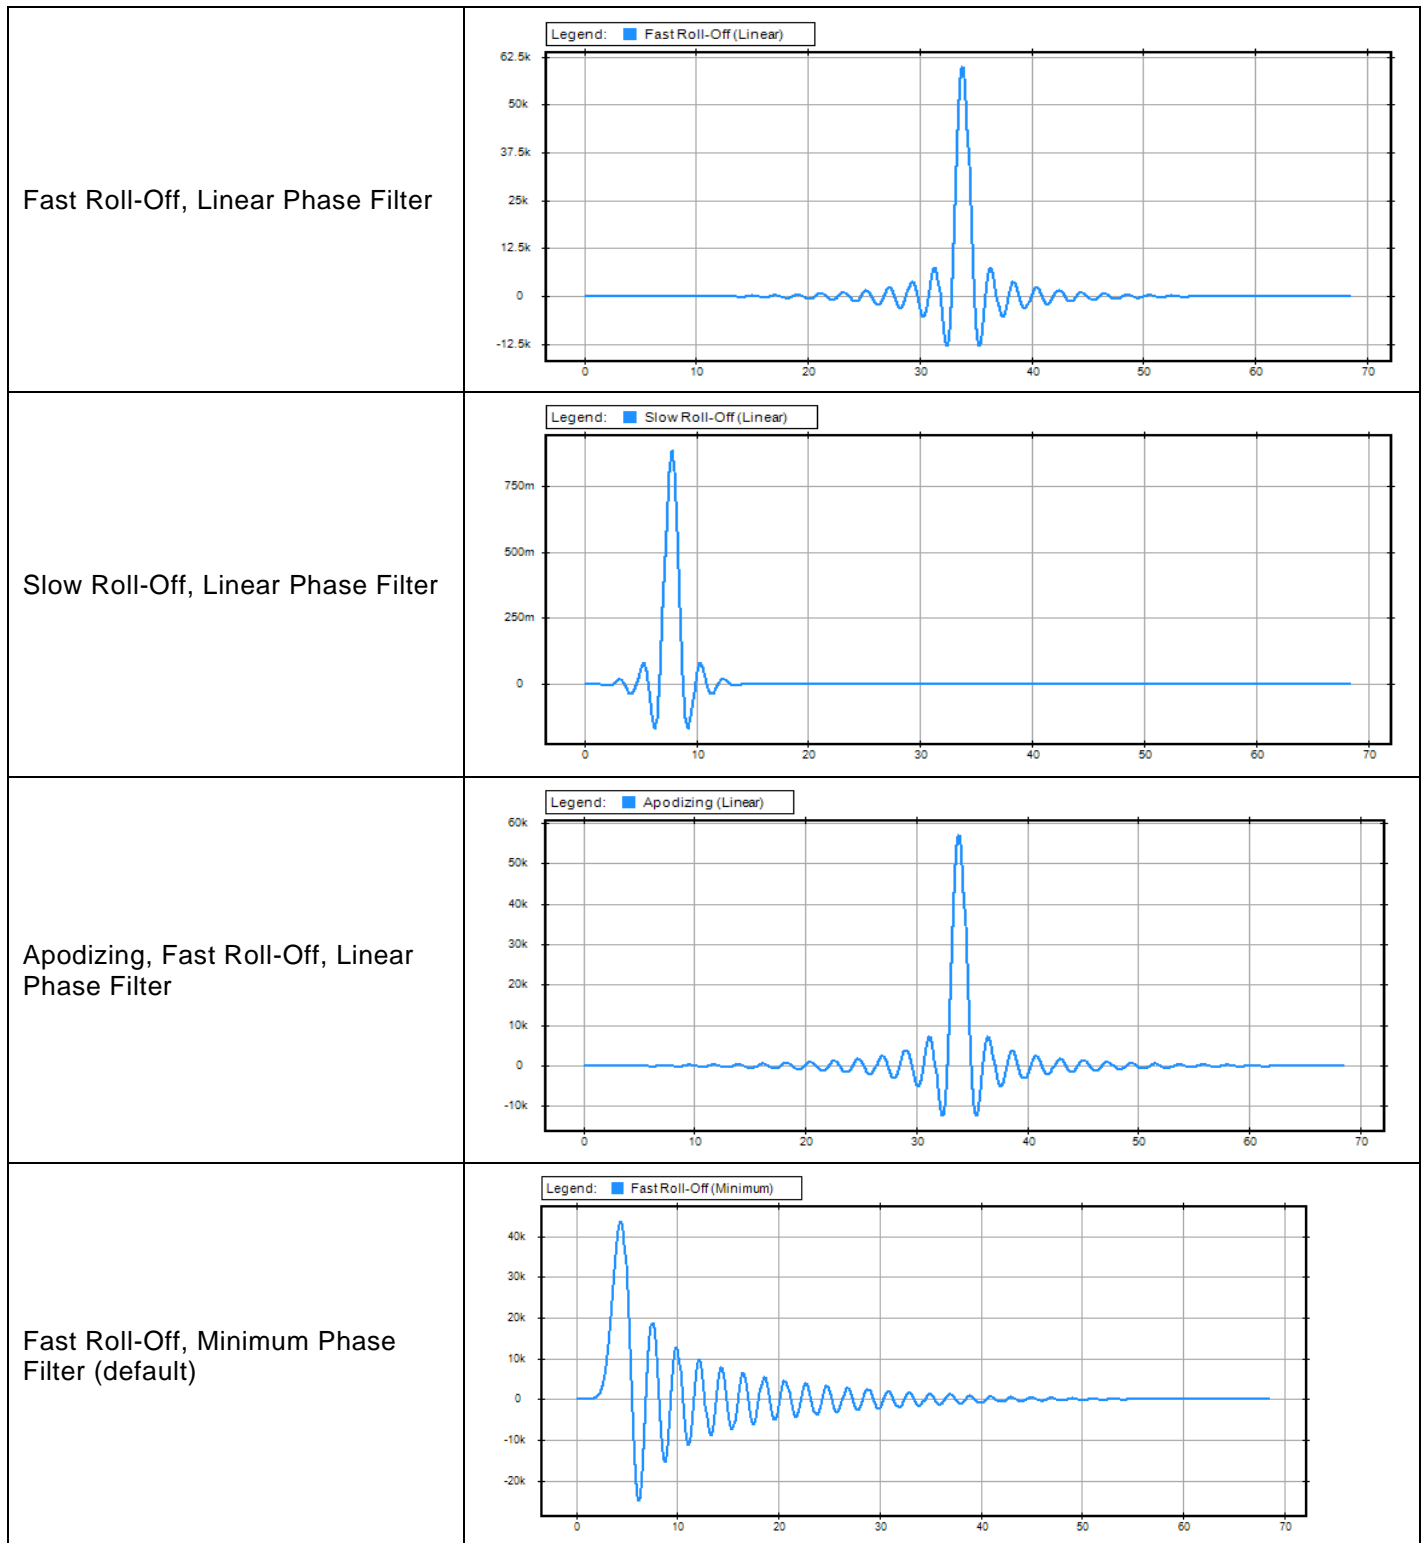 Fast Roll-Off, Linear Phase Filter
Legend: Fast Roll-Off (Linear)
62.5k
50k
37.5k
25k
12.5k
0
-12.5k
0 10 20 30 40 50 60 70
Slow Roll-Off, Linear Phase Filter
Legend: Slow Roll-Off (Linear)
750m
500m
250m
0
0 10 20 30 40 50 60 70
Apodizing, Fast Roll-Off, Linear
Phase Filter
Legend: Apodizing (Linear)
60k
50k
40k
30k
20k
10k
0
-10k
0 10 20 30 40 50 60 70
Fast Roll-Off, Minimum Phase
Filter (default)
Legend: Fast Roll-Off (Minimum)
40k
30k
20k
10k
0
-10k
-20k
0 10 20 30 40 50 60 70